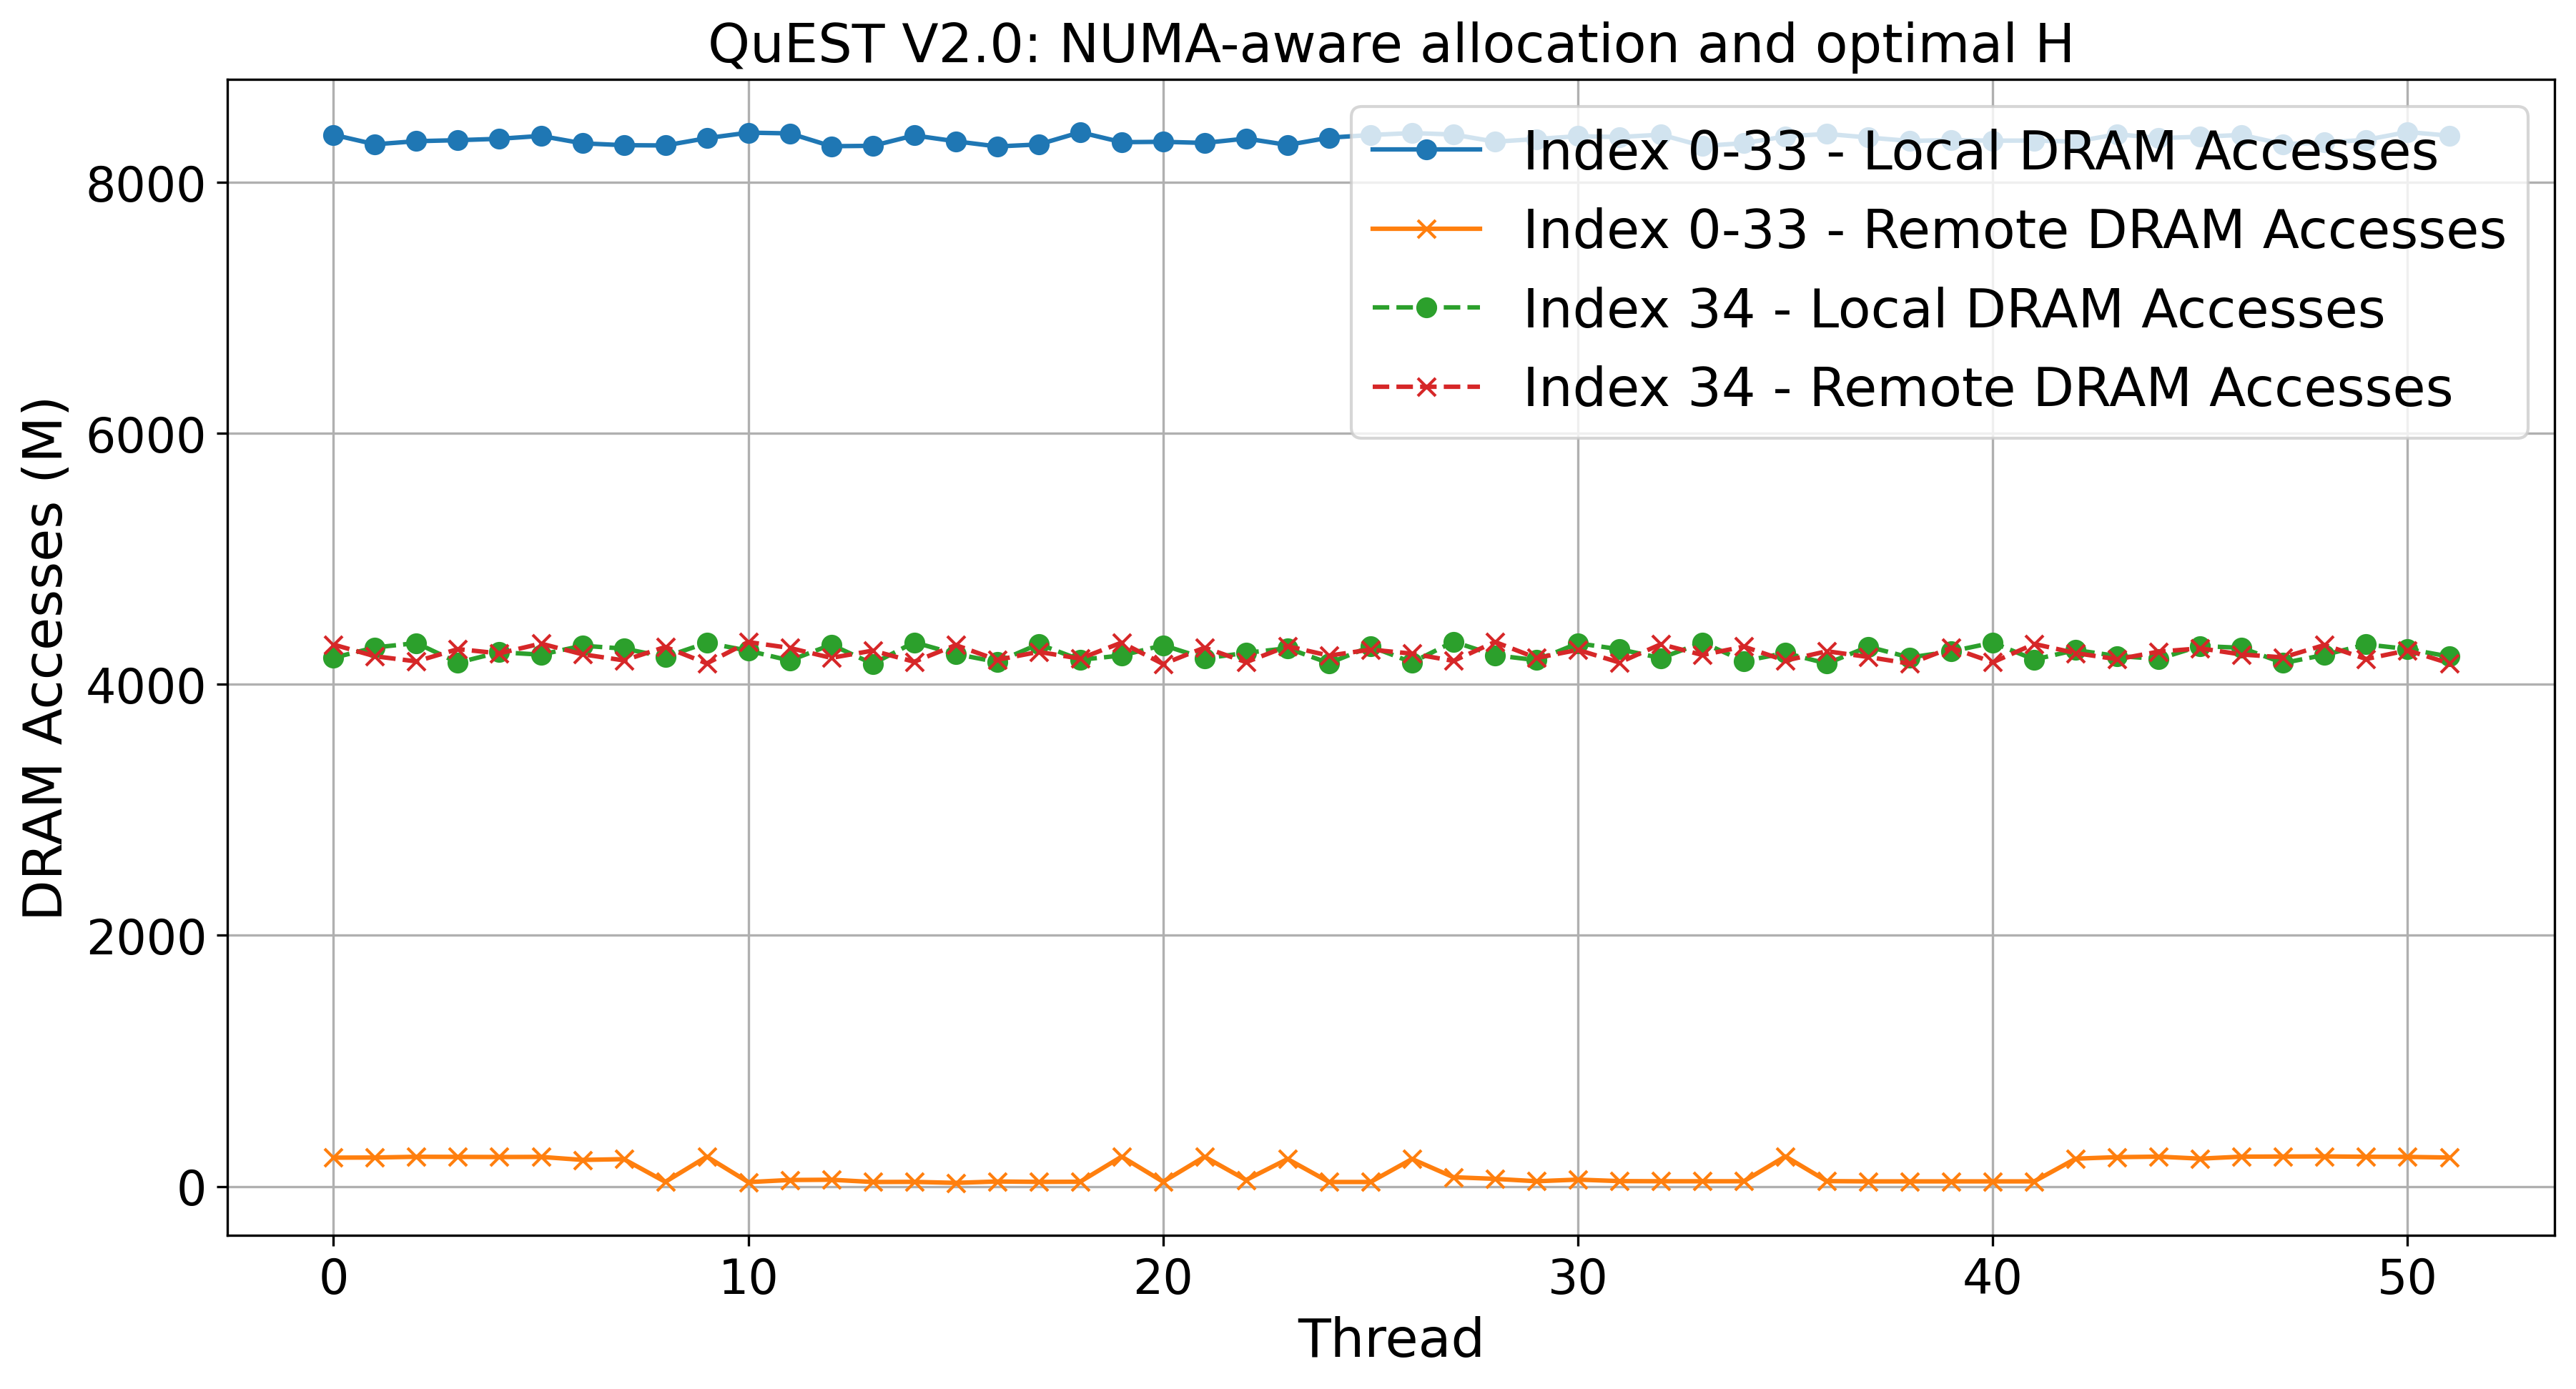 QuEST V2.0: NUMA-aware allocation and optimal H
Index 0-33 - Local DRAM Accesses
Index 0-33 - Remote DRAM Accesses
Index 34 - Local DRAM Accesses
Index 34 - Remote DRAM Accesses
DRAM Accesses (M)
8000
6000
4000
2000
0
0 10 20 30 40 50
Thread